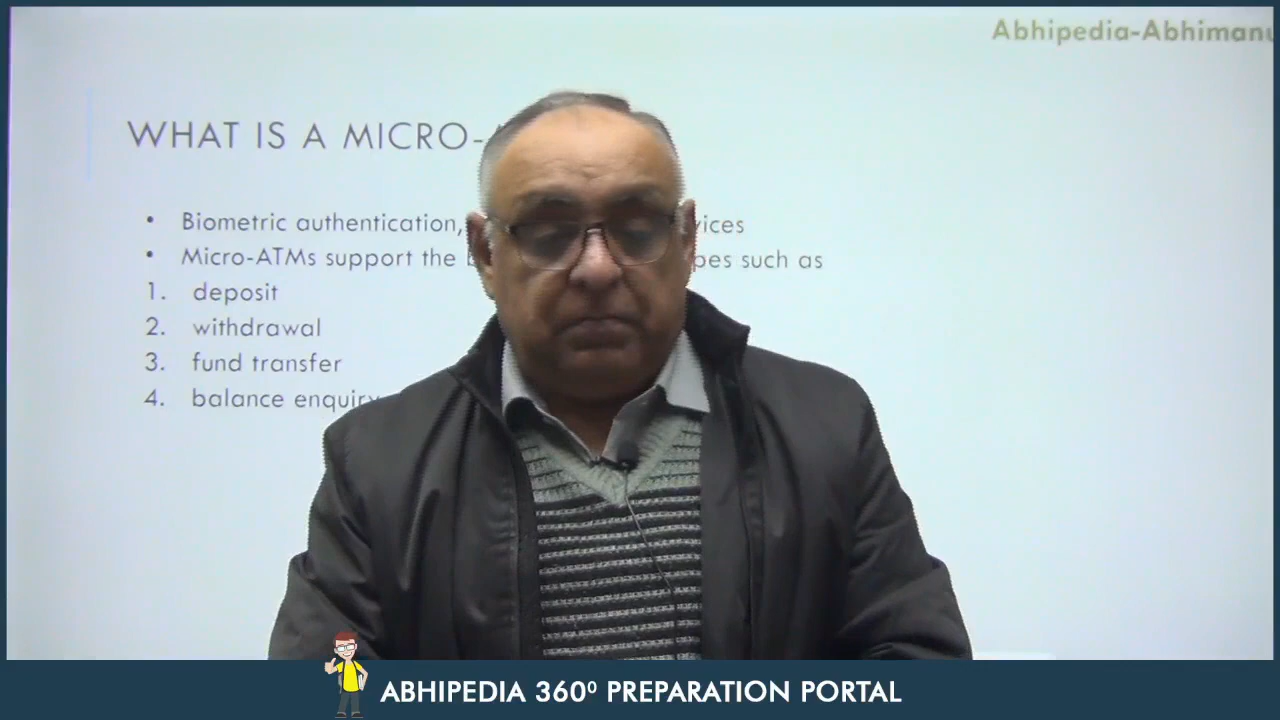 Abhipedia-Abhimanu
WHAT IS A MICRO-
• Biometric authentication, vices
• Micro-ATMs support the pes such as
1. deposit
2. withdrawal
3. fund transfer
4. balance enquiry
ABHIPEDIA 360⁰ PREPARATION PORTAL